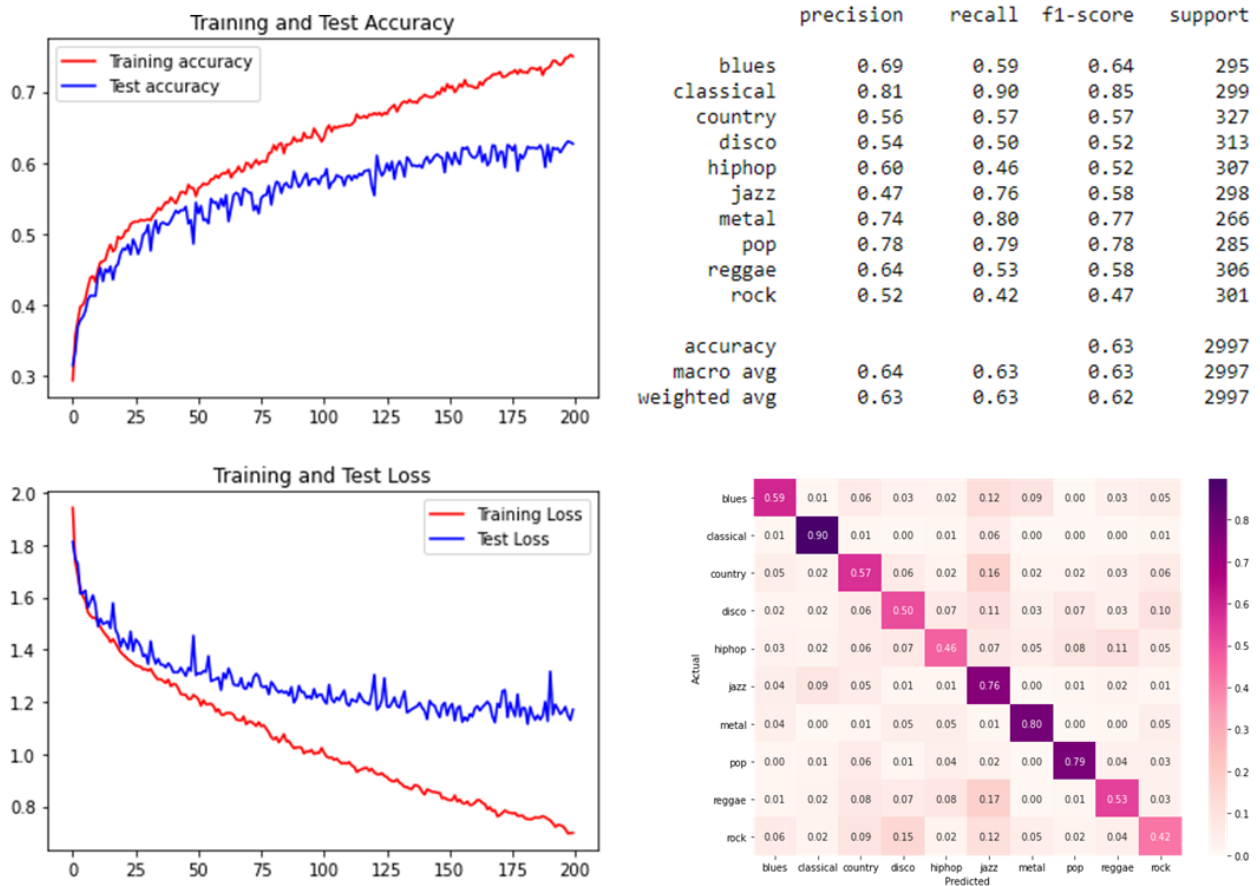 Training and Test Accuracy
Training accuracy
Test accuracy
0.7
0.6
0.5
0.4
0.3
0 25 50 75 100 125 150 175 200
precision recall f1-score support
blues 0.69 0.59 0.64 295
classical 0.81 0.90 0.85 299
country 0.56 0.57 0.57 327
disco 0.54 0.50 0.52 313
hiphop 0.60 0.46 0.52 307
jazz 0.47 0.76 0.58 298
metal 0.74 0.80 0.77 266
pop 0.78 0.79 0.78 285
reggae 0.64 0.53 0.58 306
rock 0.52 0.42 0.47 301
accuracy 0.63 2997
macro avg 0.64 0.63 0.63 2997
weighted avg 0.63 0.63 0.62 2997
Training and Test Loss
Training Loss
Test Loss
2.0
1.8
1.6
1.4
1.2
1.0
0.8
0 25 50 75 100 125 150 175 200
Actual
blues 0.59 0.01 0.06 0.03 0.02 0.12 0.09 0.00 0.03 0.05
classical 0.01 0.90 0.01 0.00 0.01 0.06 0.00 0.00 0.00 0.01
country 0.05 0.02 0.57 0.06 0.02 0.16 0.02 0.02 0.03 0.06
disco 0.02 0.02 0.06 0.50 0.07 0.11 0.03 0.07 0.03 0.10
hiphop 0.03 0.02 0.06 0.07 0.46 0.07 0.05 0.08 0.11 0.05
jazz 0.04 0.09 0.05 0.01 0.01 0.76 0.00 0.01 0.02 0.01
metal 0.04 0.00 0.01 0.05 0.05 0.01 0.80 0.00 0.00 0.05
pop 0.00 0.01 0.06 0.01 0.04 0.02 0.00 0.79 0.04 0.03
reggae 0.01 0.02 0.08 0.07 0.08 0.17 0.00 0.01 0.53 0.03
rock 0.06 0.02 0.09 0.15 0.02 0.12 0.05 0.02 0.04 0.42
blues classical country disco hiphop jazz metal pop reggae rock
Predicted
0.8
0.7
0.6
0.5
0.4
0.3
0.2
0.1
0.0